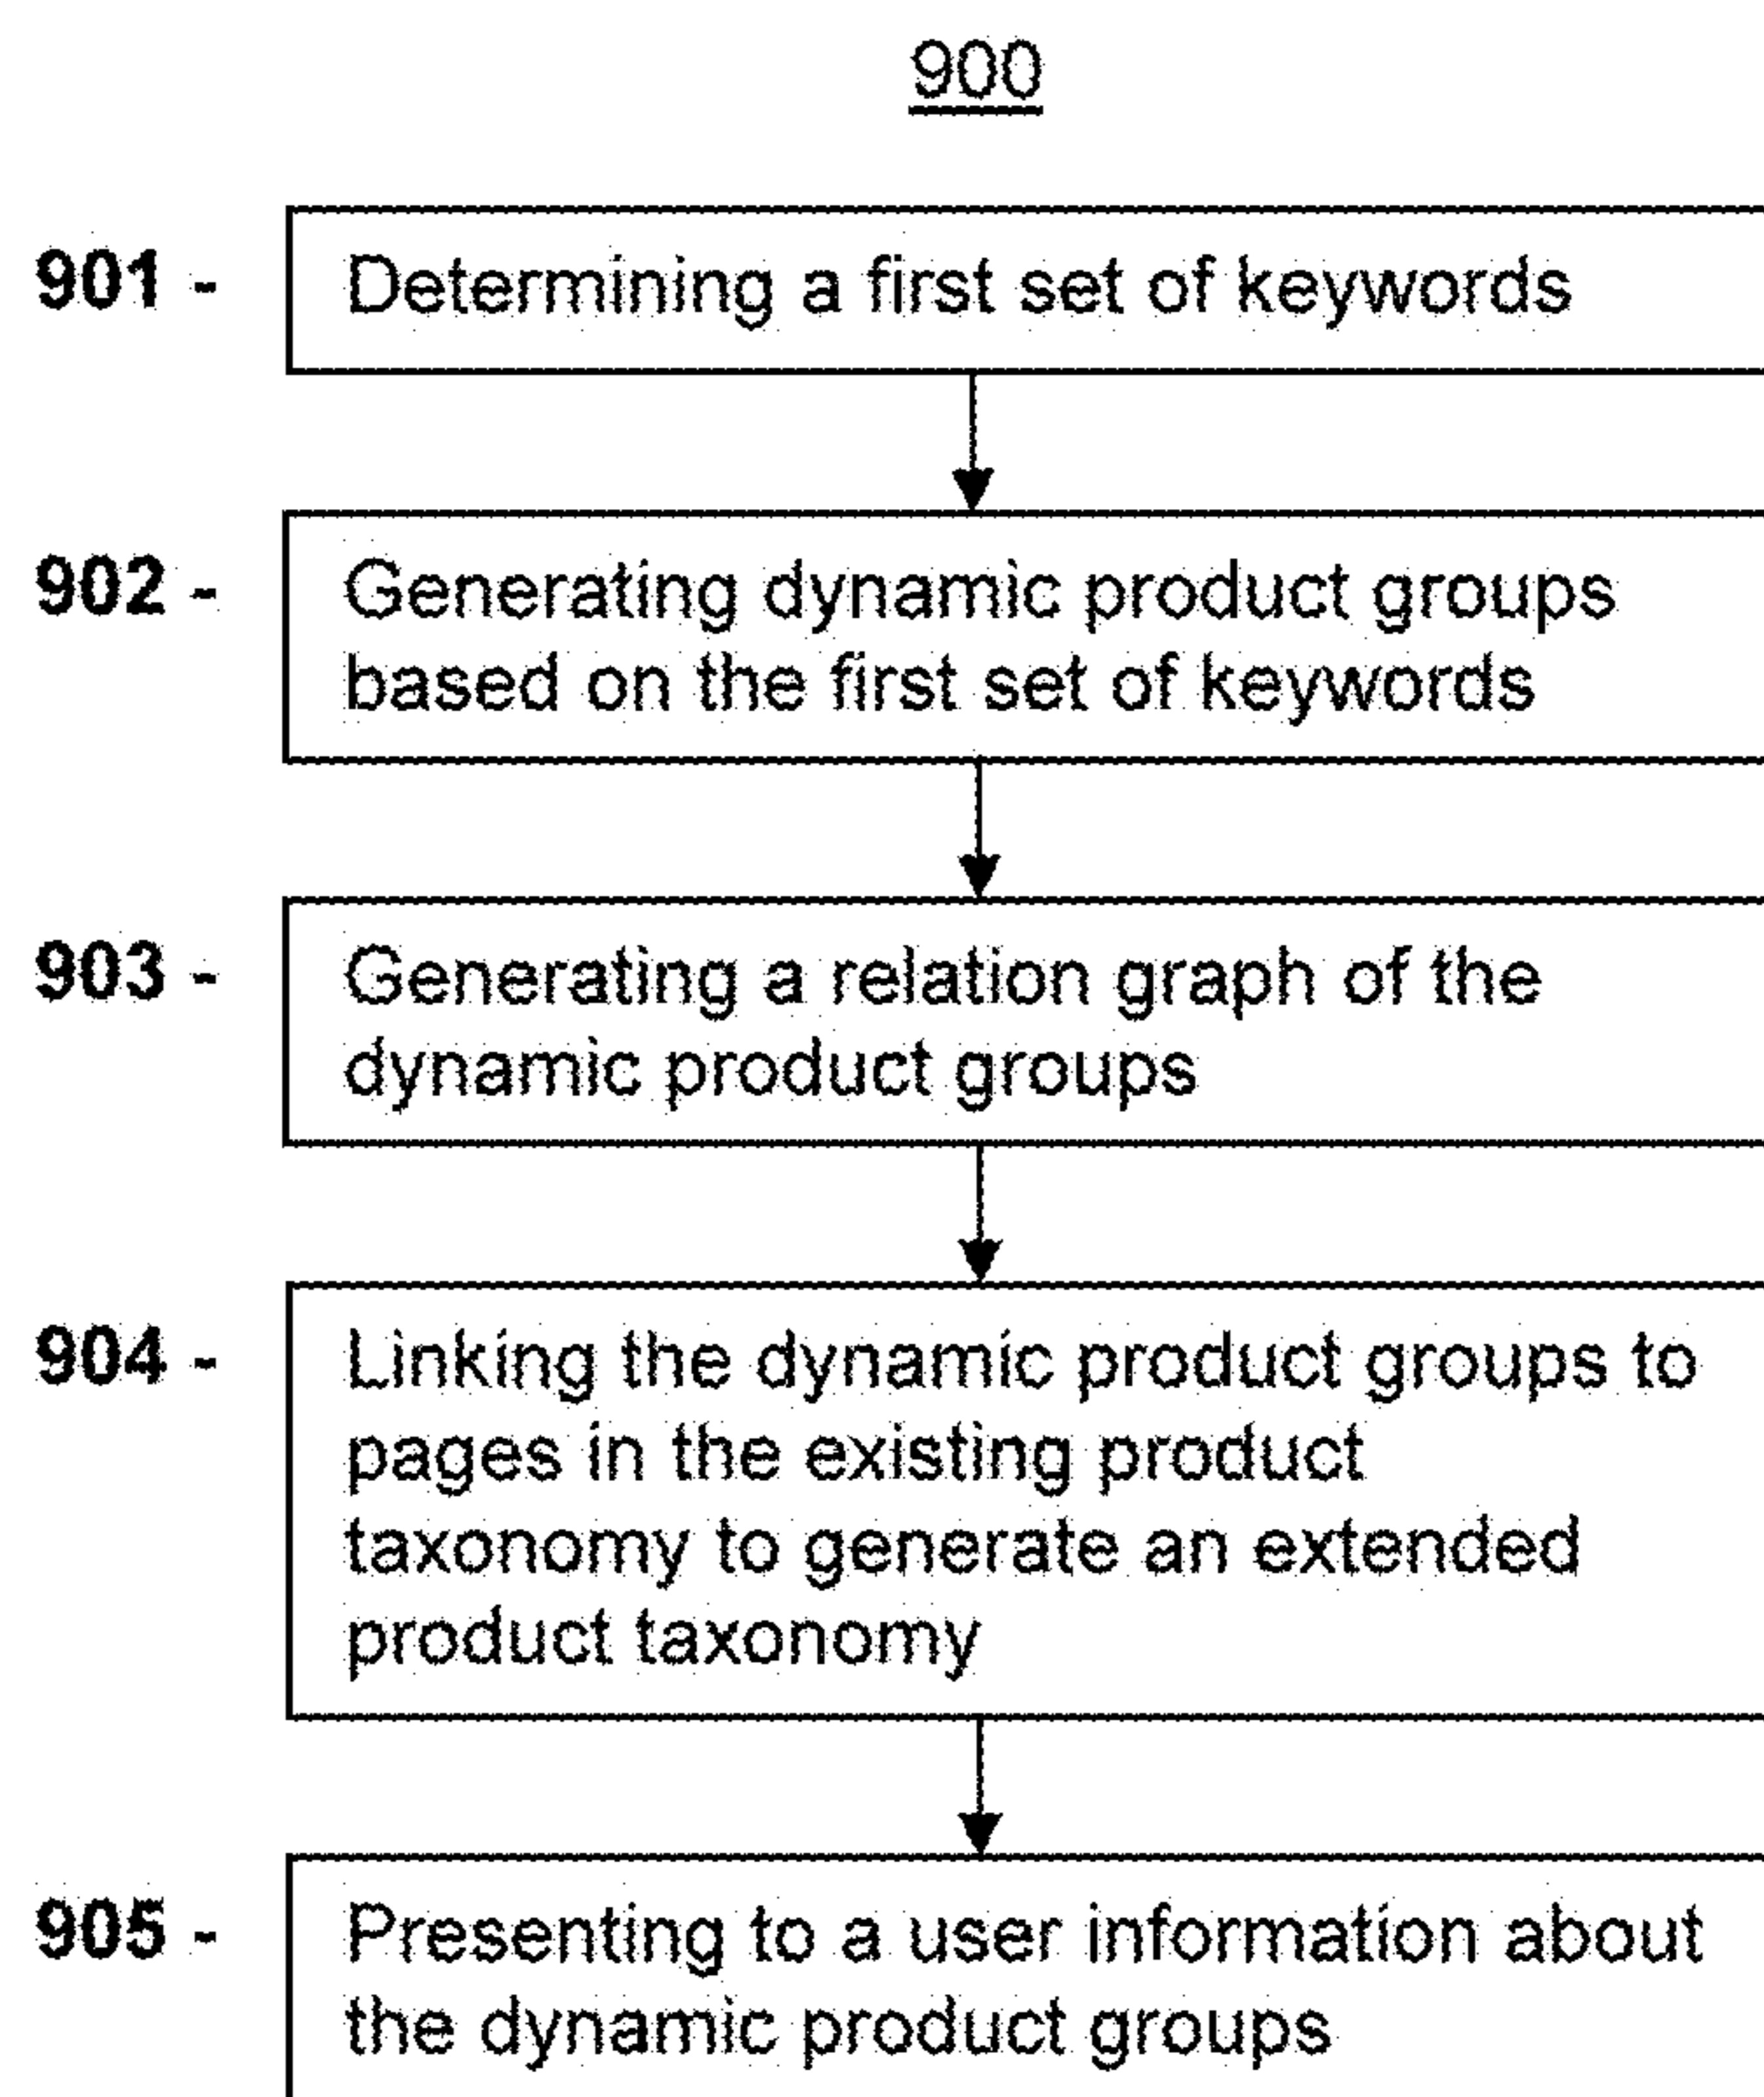 900
901 - Determining a first set of keywords
902 - Generating dynamic product groups
based on the first set of keywords
903 - Generating a relation graph of the
dynamic product groups
904 - Linking the dynamic product groups to
pages in the existing product
taxonomy to generate an extended
product taxonomy
905 - Presenting to a user information about
the dynamic product groups